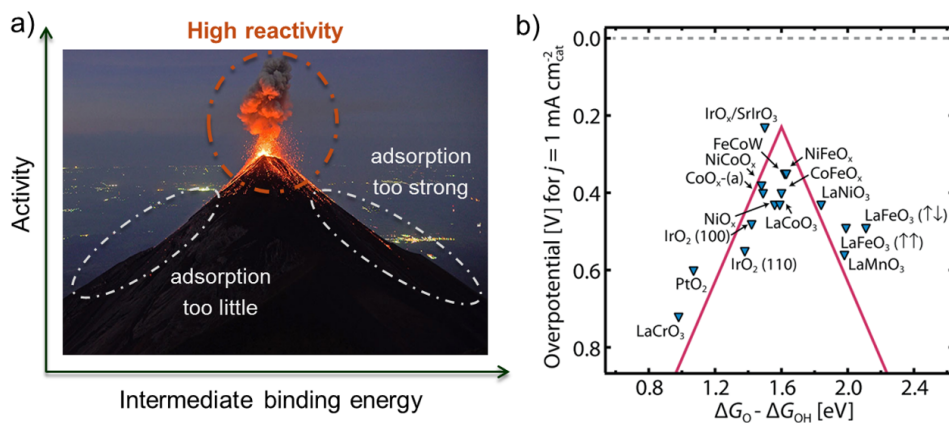 a)
High reactivity
Activity
adsorption
too strong
adsorption
too little
Intermediate binding energy
b)
Overpotential [V] for j = 1 mA cm⁻²cat
0.0
0.2
0.4
0.6
0.8
IrOₓ/SrIrO₃
FeCoW
NiCoOₓ
CoOₓ-(a)
NiFeOₓ
CoFeOₓ
LaNiO₃
NiOₓ
LaCoO₃
IrO₂ (100)
IrO₂ (110)
LaFeO₃ (↑↓)
LaFeO₃ (↑↑)
LaMnO₃
PtO₂
LaCrO₃
0.8 1.2 1.6 2.0 2.4
ΔG_O - ΔG_OH [eV]